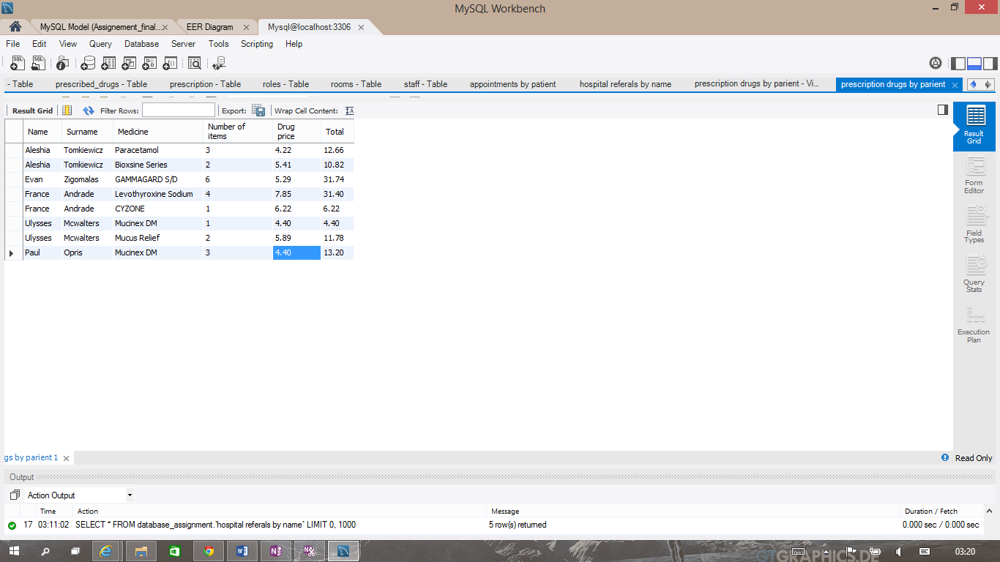 MySQL Workbench
MySQL Model (Assignement_final... EER Diagram Mysql@localhost:3306
File Edit View Query Database Server Tools Scripting Help
- Table prescribed_drugs - Table prescription - Table roles - Table rooms - Table staff - Table appointments by patient hospital referals by name prescription drugs by parient - Vi... prescription drugs by parient
Result Grid Filter Rows: Export: Wrap Cell Content:
Name Surname Medicine Number of items Drug price Total
Aleshia Tomkiewicz Paracetamol 3 4.22 12.66
Aleshia Tomkiewicz Bioxsine Series 2 5.41 10.82
Evan Zigomalas GAMMAGARD S/D 6 5.29 31.74
France Andrade Levothyroxine Sodium 4 7.85 31.40
France Andrade CYZONE 1 6.22 6.22
Ulysses Mcwalters Mucinex DM 1 4.40 4.40
Ulysses Mcwalters Mucus Relief 2 5.89 11.78
Paul Opris Mucinex DM 3 4.40 13.20
Result
Grid
Form
Editor
Field
Types
Query
Stats
Execution
Plan
gs by parient 1 Read Only
Output
Action Output
Time Action Message Duration / Fetch
17 03:11:02 SELECT * FROM database_assignment.`hospital referals by name` LIMIT 0, 1000 5 row(s) returned 0.000 sec / 0.000 sec
GTGRAPHICS.DE
03:20